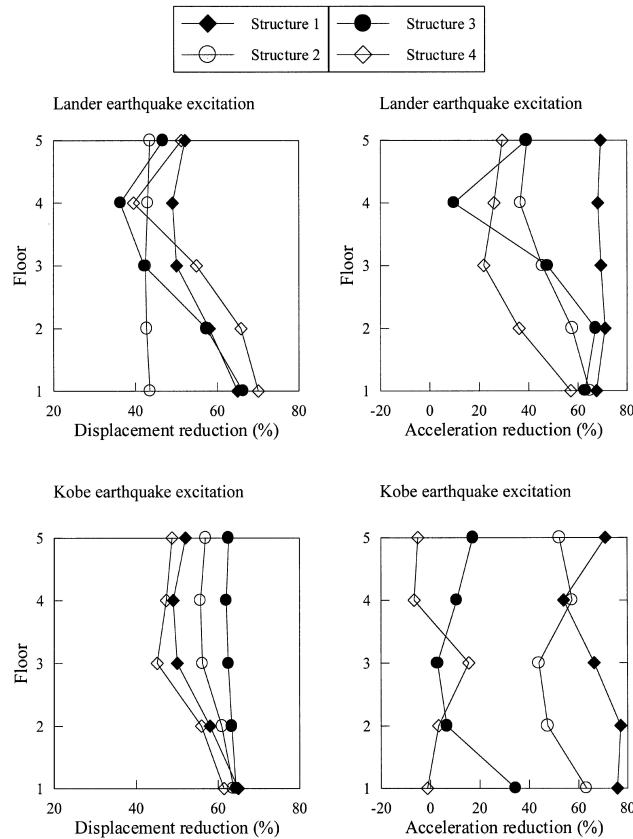 Structure 1
Structure 3
Structure 2
Structure 4
Lander earthquake excitation
Lander earthquake excitation
5
4
3
2
1
Floor
20 40 60 80
Displacement reduction (%)
5
4
3
2
1
Floor
-20 0 20 40 60 80
Acceleration reduction (%)
Kobe earthquake excitation
Kobe earthquake excitation
5
4
3
2
1
Floor
20 40 60 80
Displacement reduction (%)
5
4
3
2
1
-20 0 20 40 60 80
Acceleration reduction (%)